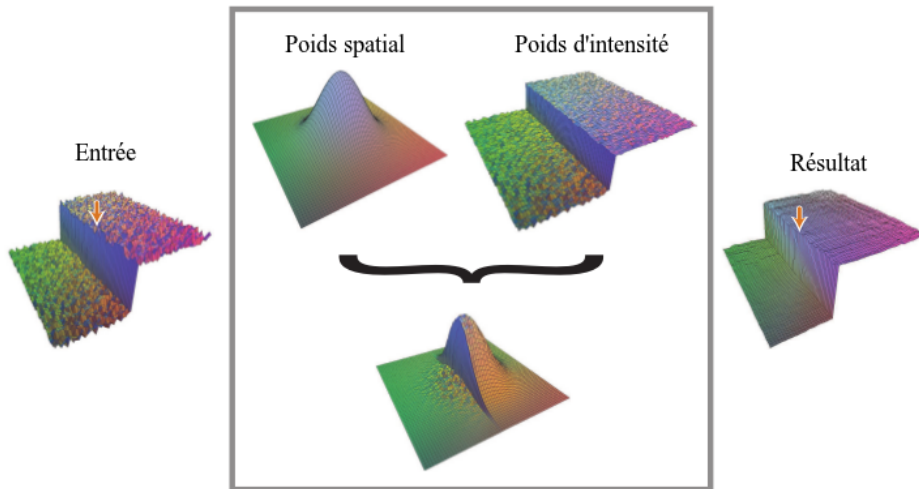 Poids spatial
Poids d'intensité
Entrée
Résultat